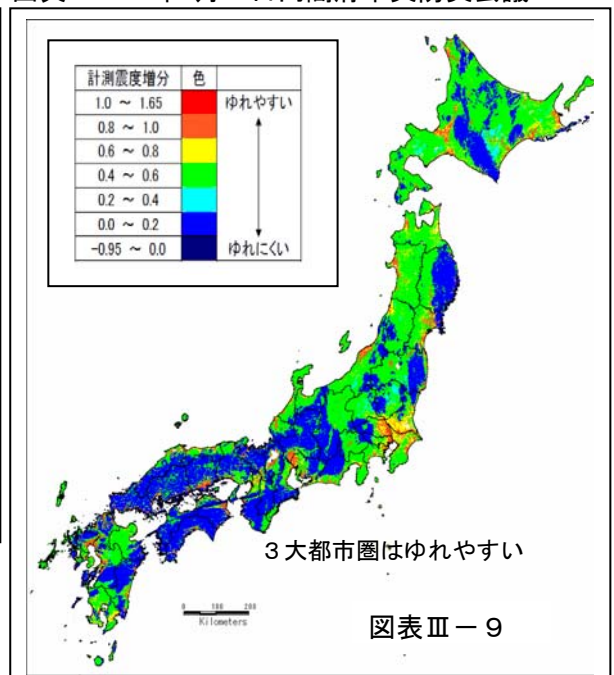 計測震度増分 色
1.0 ～ 1.65 ゆれやすい
0.8 ～ 1.0
0.6 ～ 0.8
0.4 ～ 0.6
0.2 ～ 0.4
0.0 ～ 0.2
-0.95 ～ 0.0 ゆれにくい
3大都市圏はゆれやすい
0 100 200
Kilometers
図表Ⅲ－9